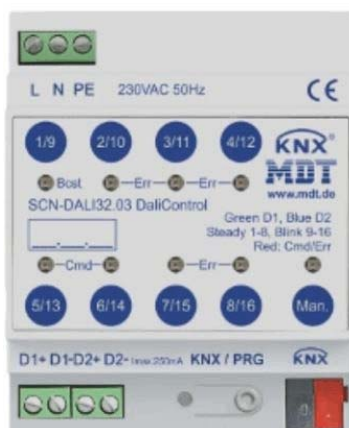 L N PE 230VAC 50Hz CE
1/9 2/10 3/11 4/12 KNX®
MDT
Bost Err Err www.mdt.de
SCN-DALI32.03 DaliControl
Green D1, Blue D2
Steady 1-8, Blink 9-16
Red: Cmd/Err
Cmd Err
5/13 6/14 7/15 8/16 Man.
D1+ D1- D2+ D2- Imax.250mA KNX / PRG KNX